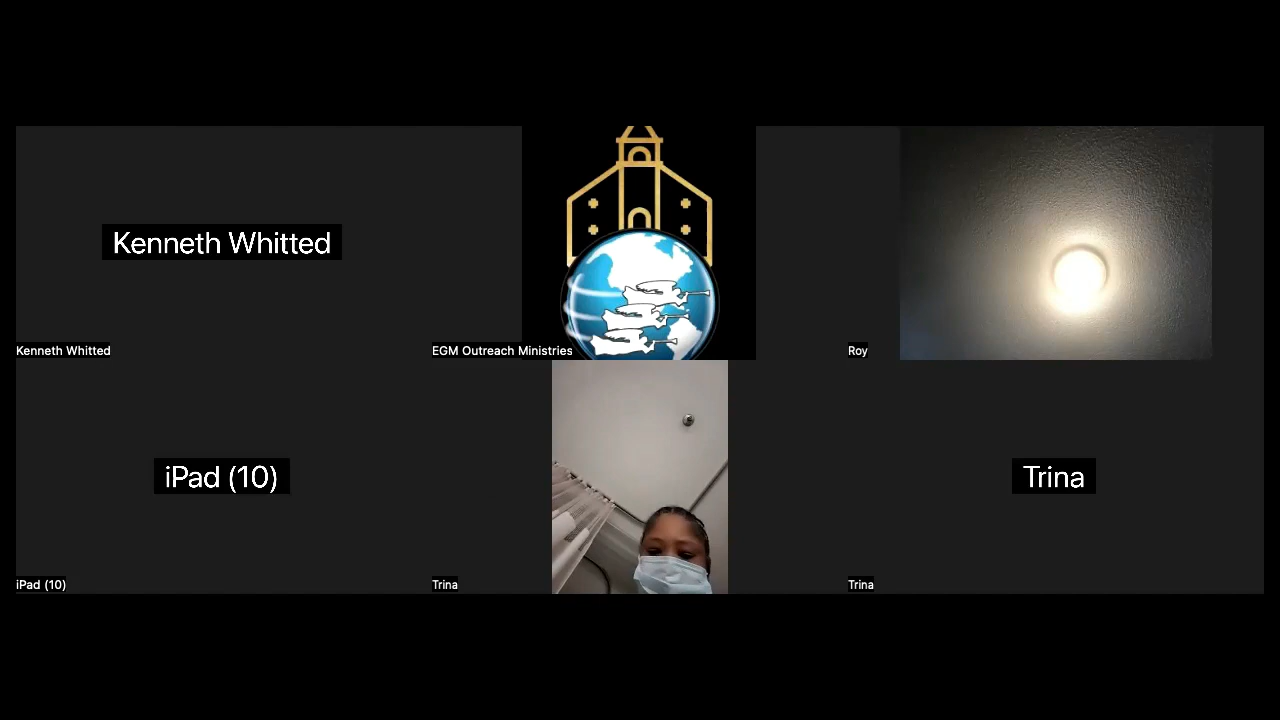 Kenneth Whitted
Kenneth Whitted
EGM Outreach Ministries
Roy
iPad (10)
Trina
iPad (10)
Trina
Trina